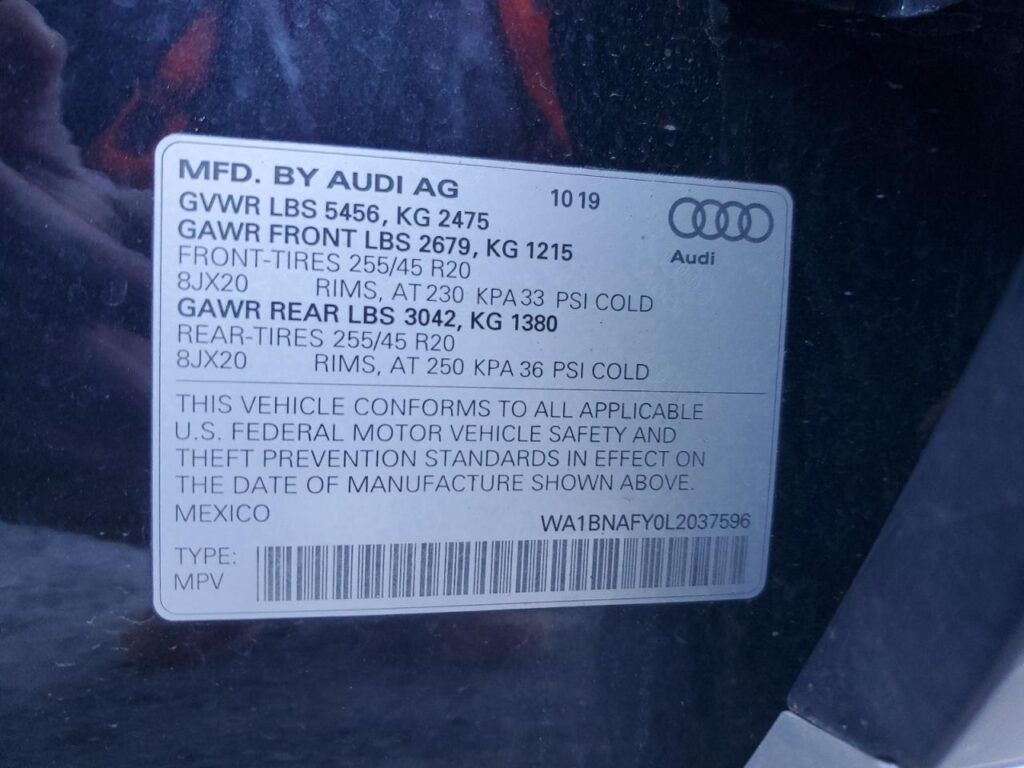 MFD. BY AUDI AG 10 19
GVWR LBS 5456, KG 2475
GAWR FRONT LBS 2679, KG 1215
Audi
FRONT-TIRES 255/45 R20
8JX20 RIMS, AT 230 KPA 33 PSI COLD
GAWR REAR LBS 3042, KG 1380
REAR-TIRES 255/45 R20
8JX20 RIMS, AT 250 KPA 36 PSI COLD
THIS VEHICLE CONFORMS TO ALL APPLICABLE
U.S. FEDERAL MOTOR VEHICLE SAFETY AND
THEFT PREVENTION STANDARDS IN EFFECT ON
THE DATE OF MANUFACTURE SHOWN ABOVE.
MEXICO WA1BNAFY0L2037596
TYPE:
MPV